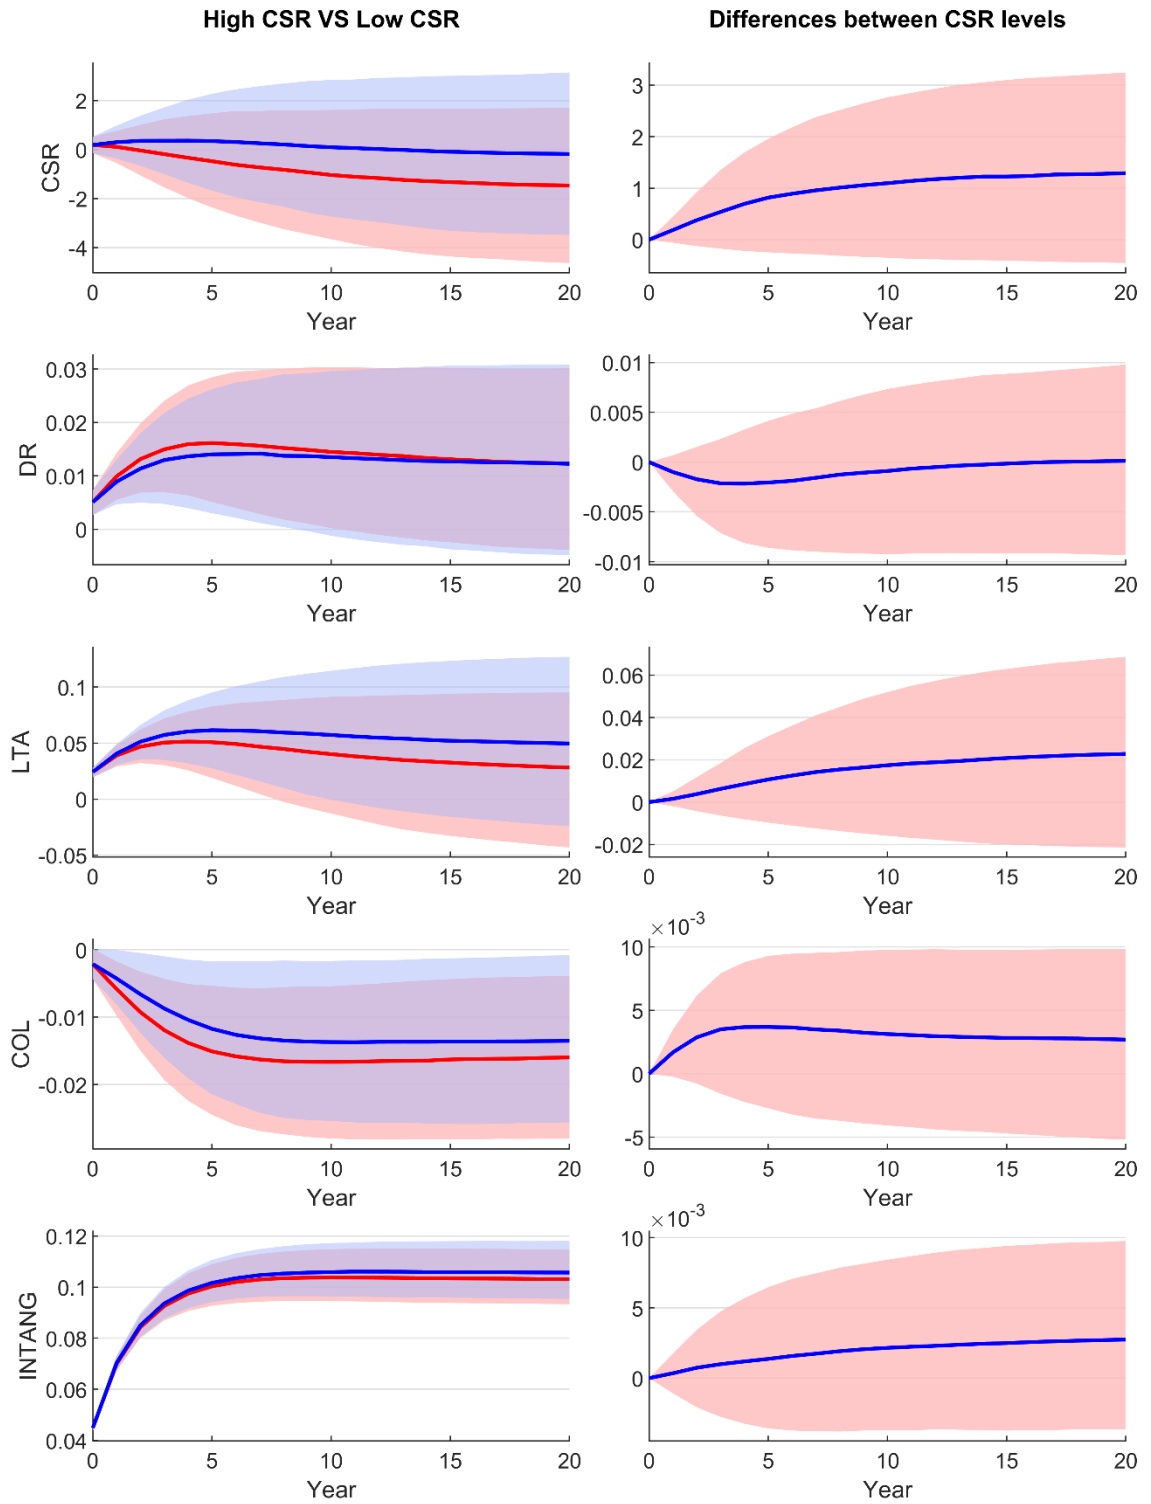 High CSR VS Low CSR
Differences between CSR levels
CSR
2
0
-2
-4
0 5 10 15 20
Year
3
2
1
0
0 5 10 15 20
Year
DR
0.03
0.02
0.01
0
0 5 10 15 20
Year
0.01
0.005
0
-0.005
-0.01
0 5 10 15 20
Year
LTA
0.1
0.05
0
-0.05
0 5 10 15 20
Year
0.06
0.04
0.02
0
-0.02
0 5 10 15 20
Year
COL
0
-0.01
-0.02
0 5 10 15 20
Year
×10-3
10
5
0
-5
0 5 10 15 20
Year
INTANG
0.12
0.1
0.08
0.06
0.04
0 5 10 15 20
Year
×10-3
10
5
0
0 5 10 15 20
Year